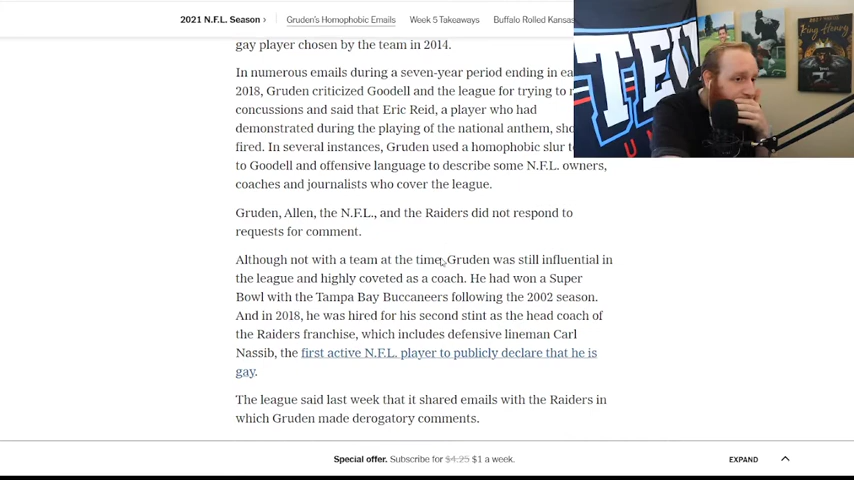 2021 N.F.L. Season › Gruden's Homophobic Emails Week 5 Takeaways Buffalo Rolled Kansas
gay player chosen by the team in 2014.
In numerous emails during a seven-year period ending in
2018, Gruden criticized Goodell and the league for trying to
concussions and said that Eric Reid, a player who had
demonstrated during the playing of the national anthem,
fired. In several instances, Gruden used a homophobic slur
to Goodell and offensive language to describe some N.F.L. owners,
coaches and journalists who cover the league.
Gruden, Allen, the N.F.L., and the Raiders did not respond to
requests for comment.
Although not with a team at the time, Gruden was still influential in
the league and highly coveted as a coach. He had won a Super
Bowl with the Tampa Bay Buccaneers following the 2002 season.
And in 2018, he was hired for his second stint as the head coach of
the Raiders franchise, which includes defensive lineman Carl
Nassib, the first active N.F.L. player to publicly declare that he is
gay.
The league said last week that it shared emails with the Raiders in
which Gruden made derogatory comments.
Special offer. Subscribe for $4.25 $1 a week.
EXPAND
King Henry